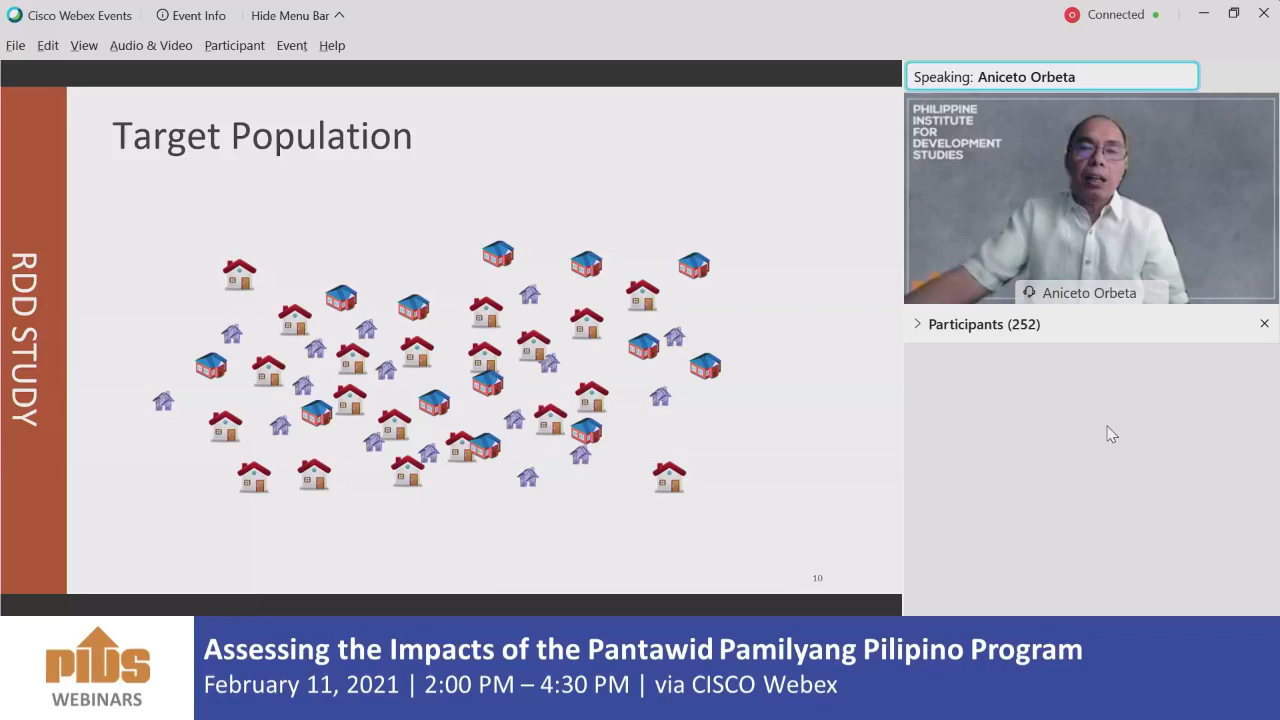 Cisco Webex Events
Event Info
Hide Menu Bar
Connected
File Edit View Audio & Video Participant Event Help
Speaking: Aniceto Orbeta
PHILIPPINE
INSTITUTE
FOR
DEVELOPMENT
STUDIES
Aniceto Orbeta
Participants (252)
Target Population
RDD STUDY
10
PIDS
WEBINARS
Assessing the Impacts of the Pantawid Pamilyang Pilipino Program
February 11, 2021 | 2:00 PM – 4:30 PM | via CISCO Webex